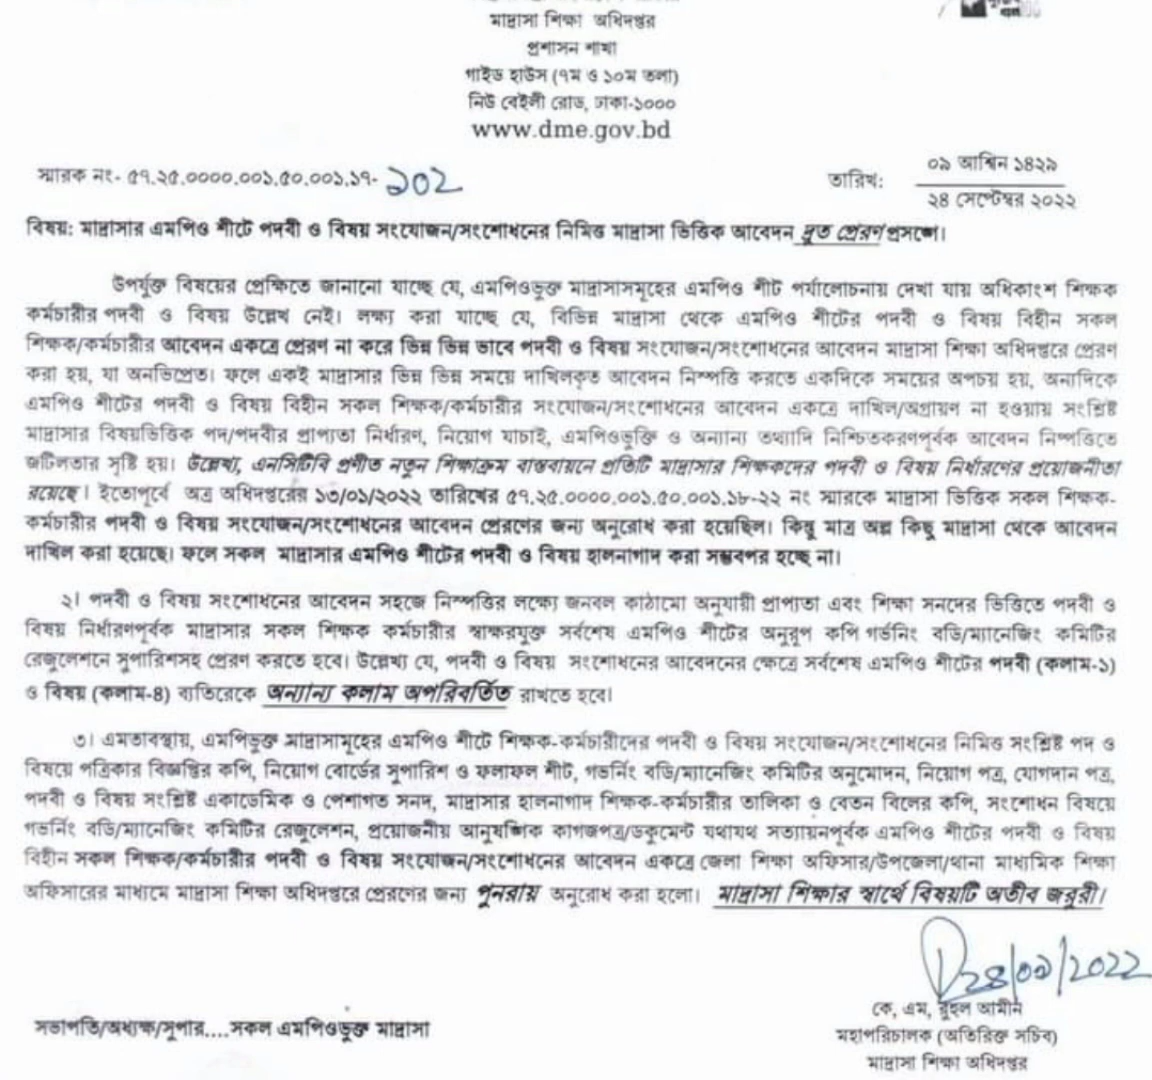 মাদ্রাসা শিক্ষা অধিদপ্তর
প্রশাসন শাখা
গাইড হাউস (৭ম ও ১০ম তলা)
নিউ বেইলী রোড, ঢাকা-১০০০
www.dme.gov.bd
স্মারক নং- ৫৭.২৫.০০০০.০০১.৫০.০০১.১৭- ১০২
তারিখ: ০৯ আশ্বিন ১৪২৯
২৪ সেপ্টেম্বর ২০২২
বিষয়: মাদ্রাসার এমপিও শীটে পদবী ও বিষয় সংযোজন/সংশোধনের নিমিত্ত মাদ্রাসা ভিত্তিক আবেদন দ্রুত প্রেরণ প্রসঙ্গে।
উপর্যুক্ত বিষয়ের প্রেক্ষিতে জানানো যাচ্ছে যে, এমপিওভুক্ত মাদ্রাসাসমূহের এমপিও শীট পর্যালোচনায় দেখা যায় অধিকাংশ শিক্ষক
কর্মচারীর পদবী ও বিষয় উল্লেখ নেই। লক্ষ্য করা যাচ্ছে যে, বিভিন্ন মাদ্রাসা থেকে এমপিও শীটের পদবী ও বিষয় বিহীন সকল
শিক্ষক/কর্মচারীর আবেদন একত্রে প্রেরণ না করে ভিন্ন ভিন্ন ভাবে পদবী ও বিষয় সংযোজন/সংশোধনের আবেদন মাদ্রাসা শিক্ষা অধিদপ্তরে প্রেরণ
করা হয়, যা অনভিপ্রেত। ফলে একই মাদ্রাসার ভিন্ন ভিন্ন সময়ে দাখিলকৃত আবেদন নিস্পত্তি করতে একদিকে সময়ের অপচয় হয়, অন্যদিকে
এমপিও শীটের পদবী ও বিষয় বিহীন সকল শিক্ষক/কর্মচারীর সংযোজন/সংশোধনের আবেদন একত্রে দাখিল/অগ্রায়ণ না হওয়ায় সংশ্লিষ্ট
মাদ্রাসার বিষয়ভিত্তিক পদ/পদবীর প্রাপ্যতা নির্ধারণ, নিয়োগ যাচাই, এমপিওভুক্তি ও অন্যান্য তথ্যাদি নিশ্চিতকরণপূর্বক আবেদন নিষ্পত্তিতে
জটিলতার সৃষ্টি হয়। উল্লেখ্য, এনসিটিবি প্রণীত নতুন শিক্ষাক্রম বাস্তবায়নে প্রতিটি মাদ্রাসার শিক্ষকদের পদবী ও বিষয় নির্ধারণের প্রয়োজনীতা
রয়েছে। ইতোপূর্বে অত্র অধিদপ্তরের ১৩/০১/২০২২ তারিখের ৫৭.২৫.০০০০.০০১.৫০.০০১.১৮-২২ নং স্মারকে মাদ্রাসা ভিত্তিক সকল শিক্ষক-
কর্মচারীর পদবী ও বিষয় সংযোজন/সংশোধনের আবেদন প্রেরণের জন্য অনুরোধ করা হয়েছিল। কিন্তু মাত্র অল্প কিছু মাদ্রাসা থেকে আবেদন
দাখিল করা হয়েছে। ফলে সকল মাদ্রাসার এমপিও শীটের পদবী ও বিষয় হালনাগাদ করা সম্ভবপর হচ্ছে না।
২। পদবী ও বিষয় সংশোধনের আবেদন সহজে নিস্পত্তির লক্ষ্যে জনবল কাঠামো অনুযায়ী প্রাপ্যতা এবং শিক্ষা সনদের ভিত্তিতে পদবী ও
বিষয় নির্ধারণপূর্বক মাদ্রাসার সকল শিক্ষক কর্মচারীর স্বাক্ষরযুক্ত সর্বশেষ এমপিও শীটের অনুরূপ কপি গর্ভনিং বডি/ম্যানেজিং কমিটির
রেজুলেশনে সুপারিশসহ প্রেরণ করতে হবে। উল্লেখ্য যে, পদবী ও বিষয় সংশোধনের আবেদনের ক্ষেত্রে সর্বশেষ এমপিও শীটের পদবী (কলাম-১)
ও বিষয় (কলাম-৪) ব্যতিরেকে অন্যান্য কলাম অপরিবর্তিত রাখতে হবে।
৩। এমতাবস্থায়, এমপিভুক্ত মাদ্রাসামূহের এমপিও শীটে শিক্ষক-কর্মচারীদের পদবী ও বিষয় সংযোজন/সংশোধনের নিমিত্ত সংশ্লিষ্ট পদ ও
বিষয়ে পত্রিকার বিজ্ঞপ্তির কপি, নিয়োগ বোর্ডের সুপারিশ ও ফলাফল শীট, গভর্নিং বডি/ম্যানেজিং কমিটির অনুমোদন, নিয়োগ পত্র, যোগদান পত্র,
পদবী ও বিষয় সংশ্লিষ্ট একাডেমিক ও পেশাগত সনদ, মাদ্রাসার হালনাগাদ শিক্ষক-কর্মচারীর তালিকা ও বেতন বিলের কপি, সংশোধন বিষয়ে
গভর্নিং বডি/ম্যানেজিং কমিটির রেজুলেশন, প্রয়োজনীয় আনুষঙ্গিক কাগজপত্র/ডকুমেন্ট যথাযথ সত্যায়নপূর্বক এমপিও শীটের পদবী ও বিষয়
বিহীন সকল শিক্ষক/কর্মচারীর পদবী ও বিষয় সংযোজন/সংশোধনের আবেদন একত্রে জেলা শিক্ষা অফিসার/উপজেলা/থানা মাধ্যমিক শিক্ষা
অফিসারের মাধ্যমে মাদ্রাসা শিক্ষা অধিদপ্তরে প্রেরণের জন্য পুনরায় অনুরোধ করা হলো। মাদ্রাসা শিক্ষার স্বার্থে বিষয়টি অতীব জরুরী।
২৪/০৯/২০২২
কে, এম, রুহুল আমীন
সভাপতি/অধ্যক্ষ/সুপার....সকল এমপিওভুক্ত মাদ্রাসা
মহাপরিচালক (অতিরিক্ত সচিব)
মাদ্রাসা শিক্ষা অধিদপ্তর